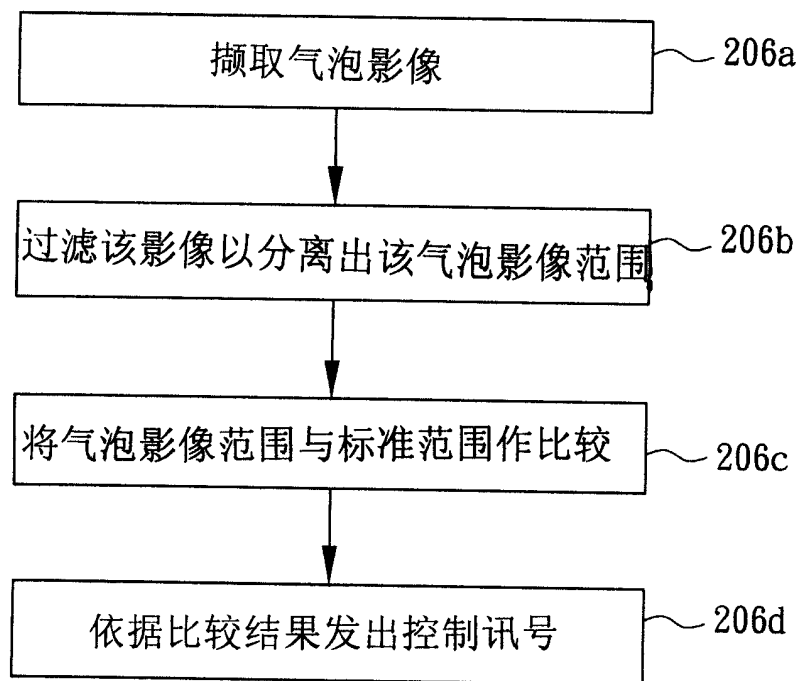 撷取气泡影像
206a
过滤该影像以分离出该气泡影像范围
206b
将气泡影像范围与标准范围作比较
206c
依据比较结果发出控制讯号
206d